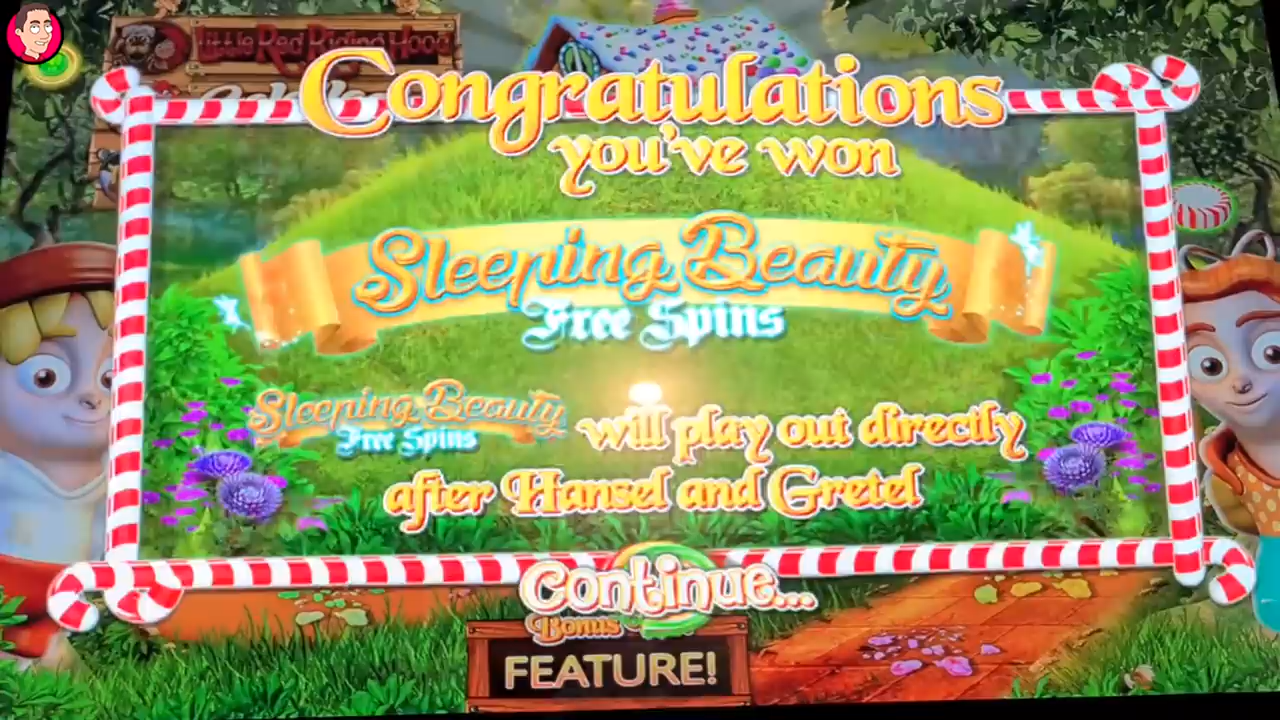 Little Red Riding Hood
Congratulations
you've won
Sleeping Beauty
Free Spins
Sleeping Beauty
Free Spins
will play out directly
after Hansel and Gretel
Continue...
Bonus
FEATURE!